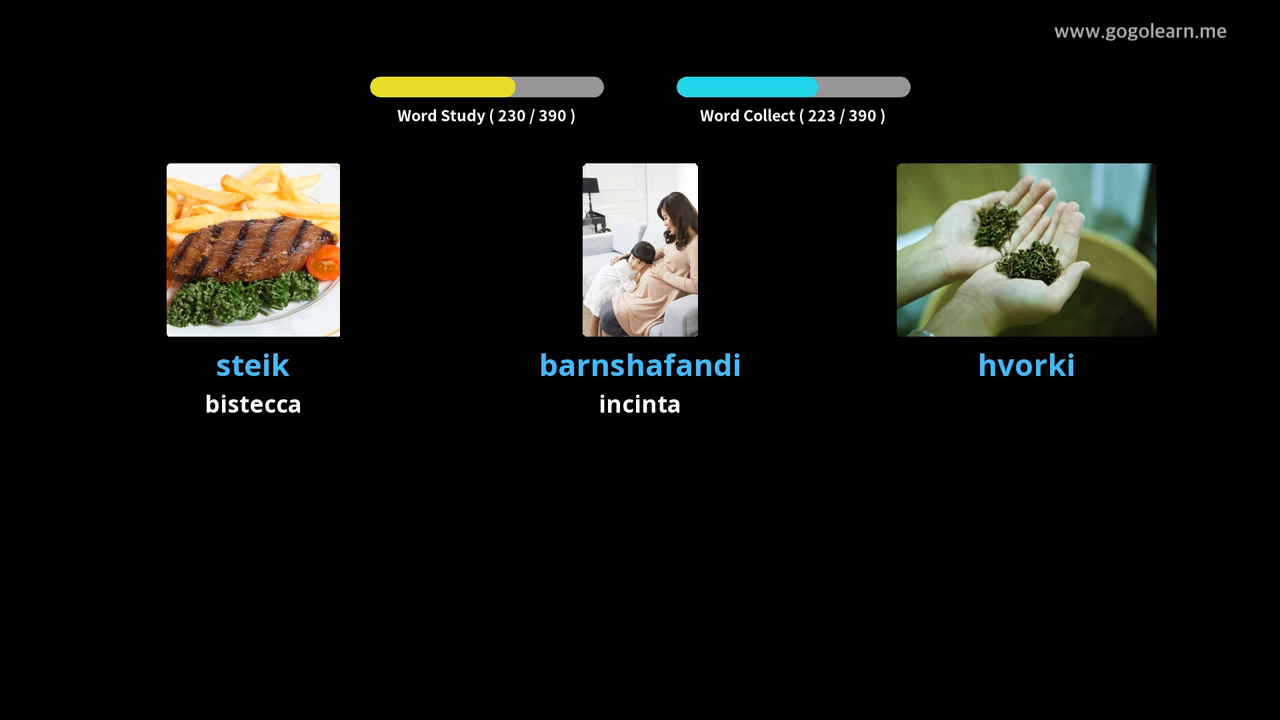 www.gogolearn.me
Word Study ( 230 / 390 )
Word Collect ( 223 / 390 )
steik
barnshafandi
hvorki
bistecca
incinta